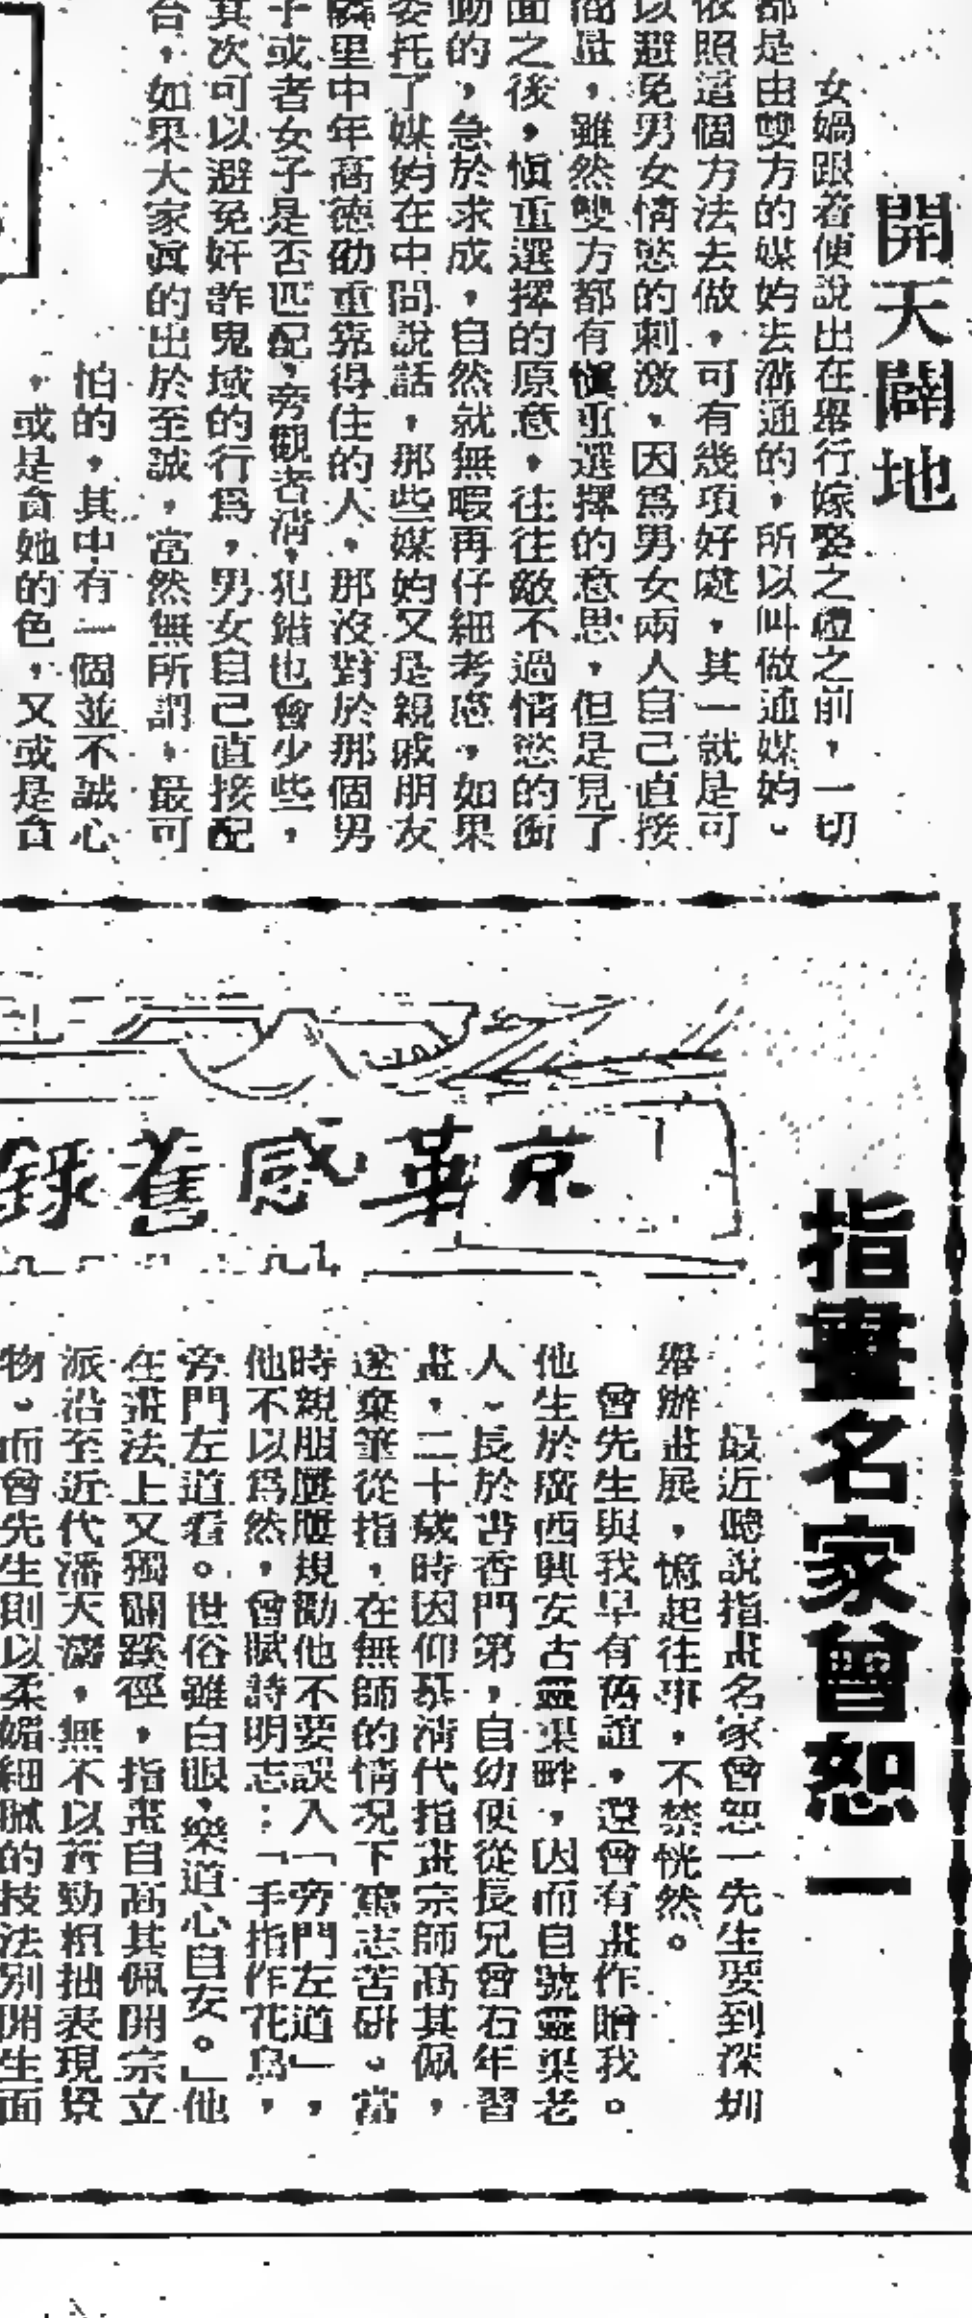 開天闢地
女媧跟着便說出在舉行嫁娶之禮之前，一切
都是由雙方的媒妁去溝通的，所以叫做通媒妁。
依照這個方法去做，可有幾項好處，其一就是可
以避免男女情慾的刺激，因爲男女兩人自己直接
商量，雖然雙方都有慎重選擇的意思，但是見了
面之後，慎重選擇的原意，往往敵不過情慾的衝
動的，急於求成，自然就無暇再仔細考慮，如果
委托了媒妁在中間說話，那些媒妁又是親戚朋友
鄰里中年高德劭重靠得住的人，那沒對於那個男
子或者女子是否匹配，旁觀者清，犯錯也會少些，
其次可以避免奸詐鬼域的行爲，男女自己直接配
合，如果大家眞的出於至誠，當然無所謂，最可
怕的，其中有一個並不誠心
，或是貪她的色，又或是貪
指畫名家曾恕一
京華感舊錄
最近聽說指畫名家曾恕一先生要到深圳
舉辦畫展，憶起往事，不禁恍然。
曾先生與我早有舊誼，還曾有畫作贈我。
他生於廣西興安古靈渠畔，因而自號靈渠老
人。長於書香門第，自幼便從長兄曾石年習
畫，二十歲時因仰慕清代指畫宗師高其佩，
遂棄筆從指，在無師的情况下篤志苦研。當
時親朋屢屢規勸他不要誤入「旁門左道」，
他不以爲然，曾賦詩明志：「手指作花鳥，
旁門左道看。世俗雖白眼，樂道心自安。」他
在畫法上又獨闢蹊徑，指畫自高其佩開宗立
派沿至近代潘天濤，無不以蒼勁粗拙表現景
物。而曾先生則以柔媚細膩的技法別開生面